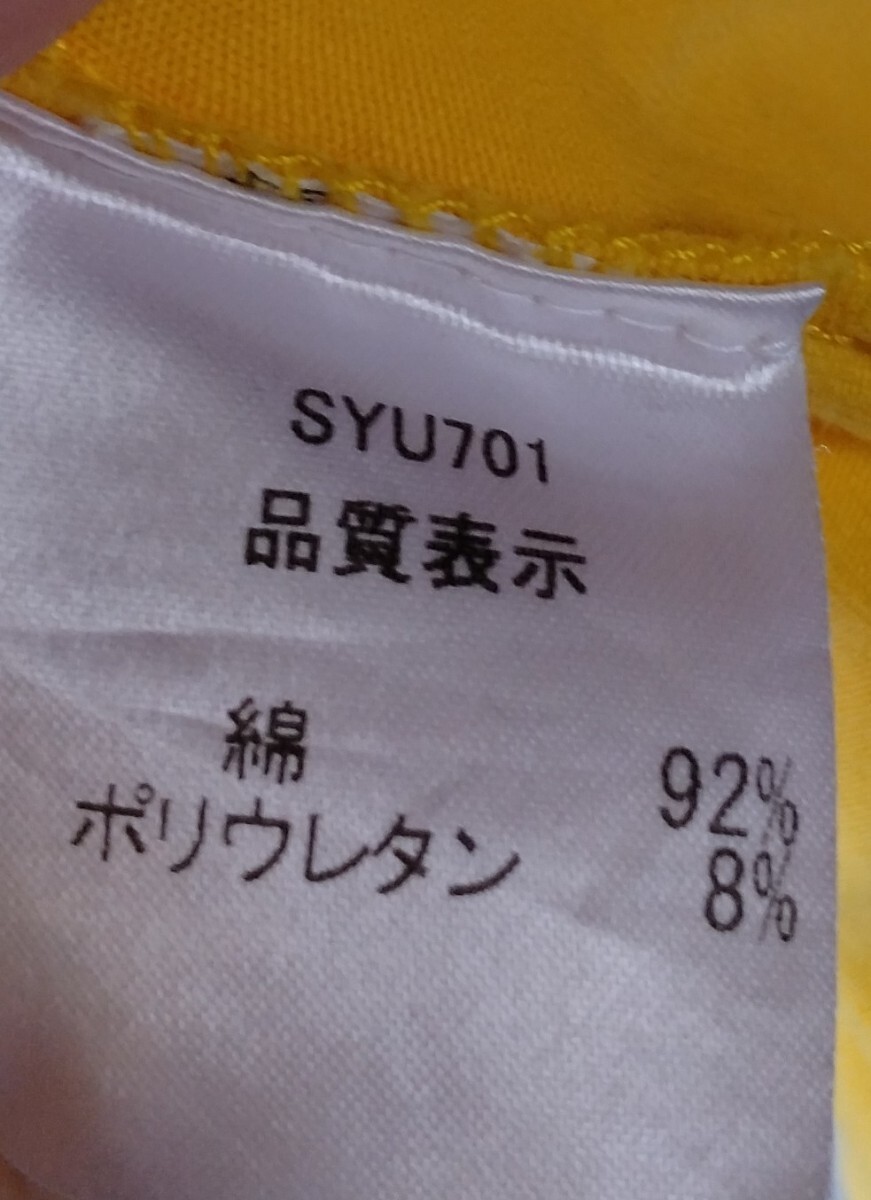 SYU701
品質表示
綿 92%
ポリウレタン 8%